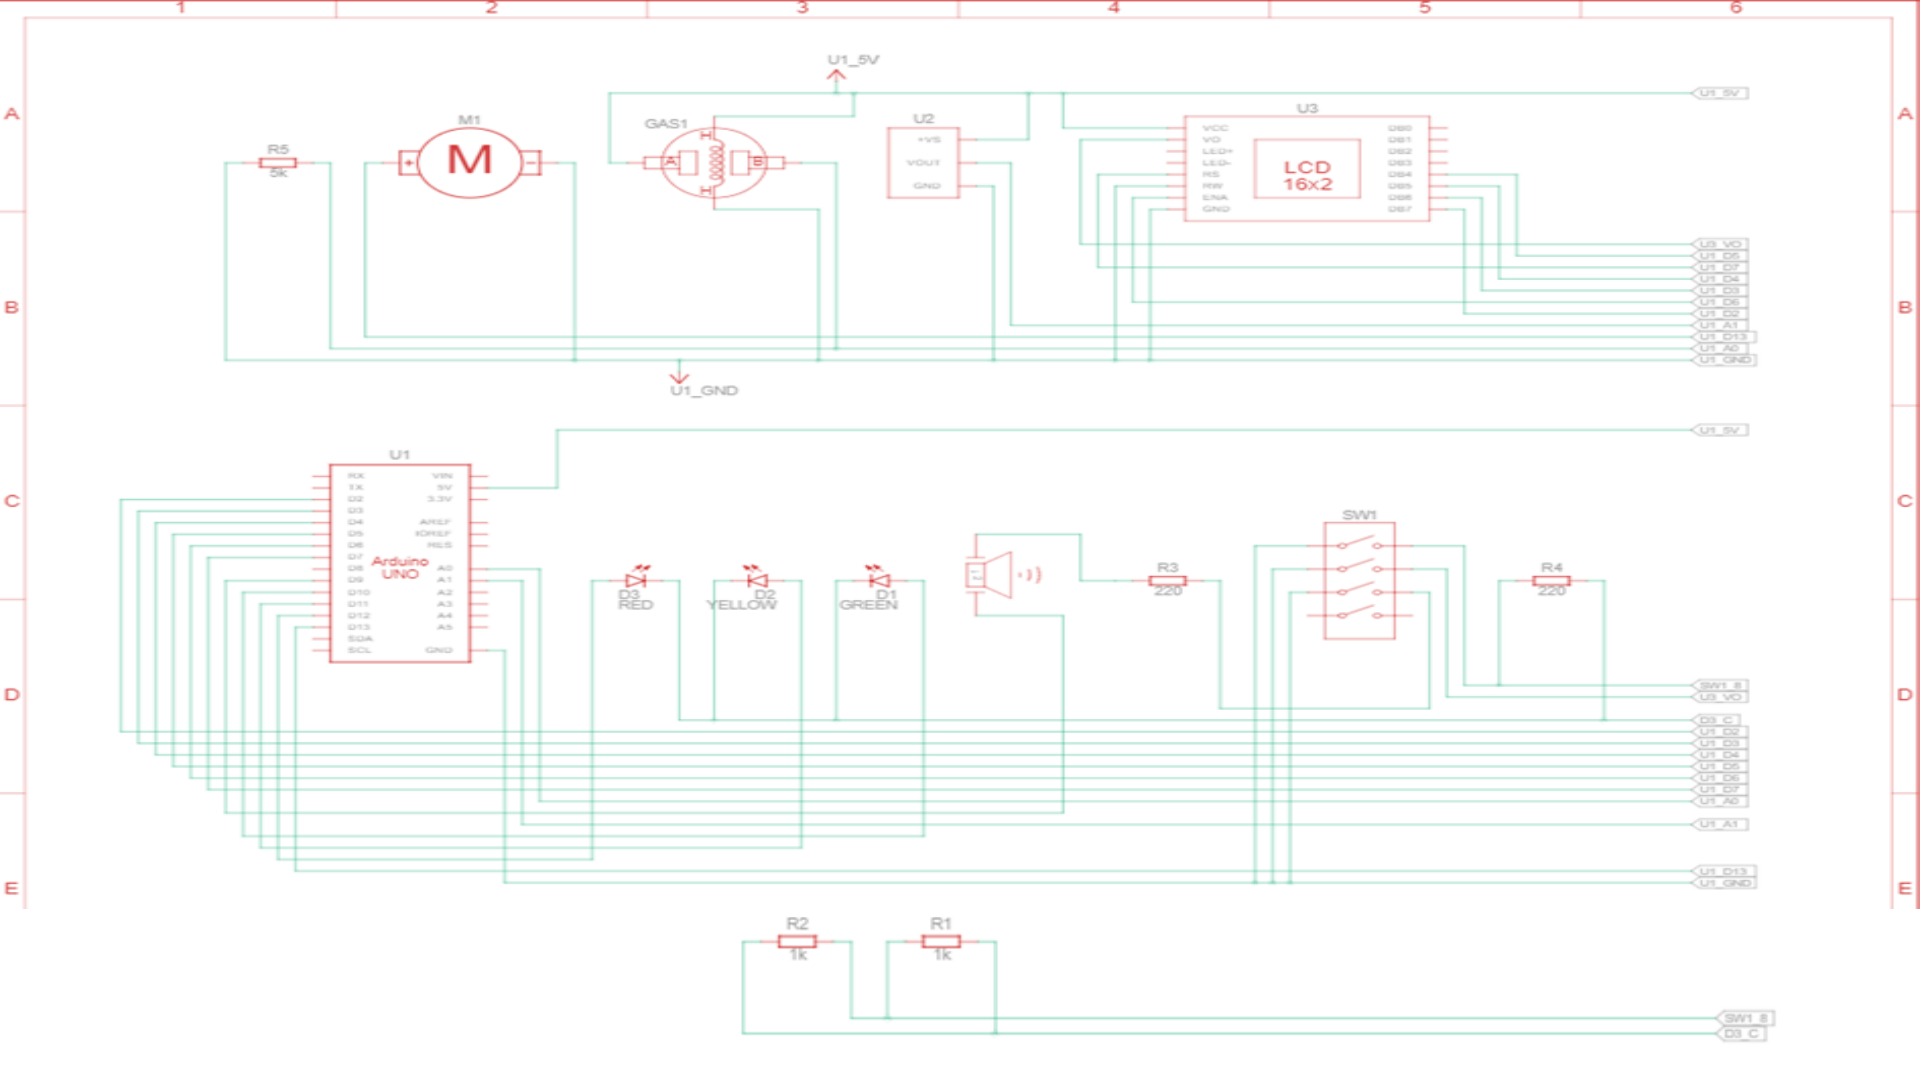 1 2 3 4 5 6
U1_5V
U1_5V
A A
M1
GAS1
U2
U3
R5
5k
M
+ -
H
A B
H
+VS
VOUT
GND
VCC DB0
VO DB1
LED+ DB2
LED- DB3
RS DB4
RW DB5
ENA DB6
GND DB7
LCD
16x2
B B
U3_VO
U1_D5
U1_D7
U1_D4
U1_D3
U1_D6
U1_D2
U1_A1
U1_D13
U1_A0
U1_GND
U1_GND
U1_5V
C C
U1
RX VIN
TX 5V
D2 3.3V
D3
D4 AREF
D5 IOREF
D6 RES
D7
D8 A0
D9 A1
D10 A2
D11 A3
D12 A4
D13 A5
SDA
SCL GND
Arduino
UNO
D3
RED
D2
YELLOW
D1
GREEN
R3
220
SW1
R4
220
D D
SW1_8
U3_VO
D3_C
U1_D2
U1_D3
U1_D4
U1_D5
U1_D6
U1_D7
U1_A0
U1_A1
U1_D13
U1_GND
E E
R2
1k
R1
1k
SW1_8
D3_C